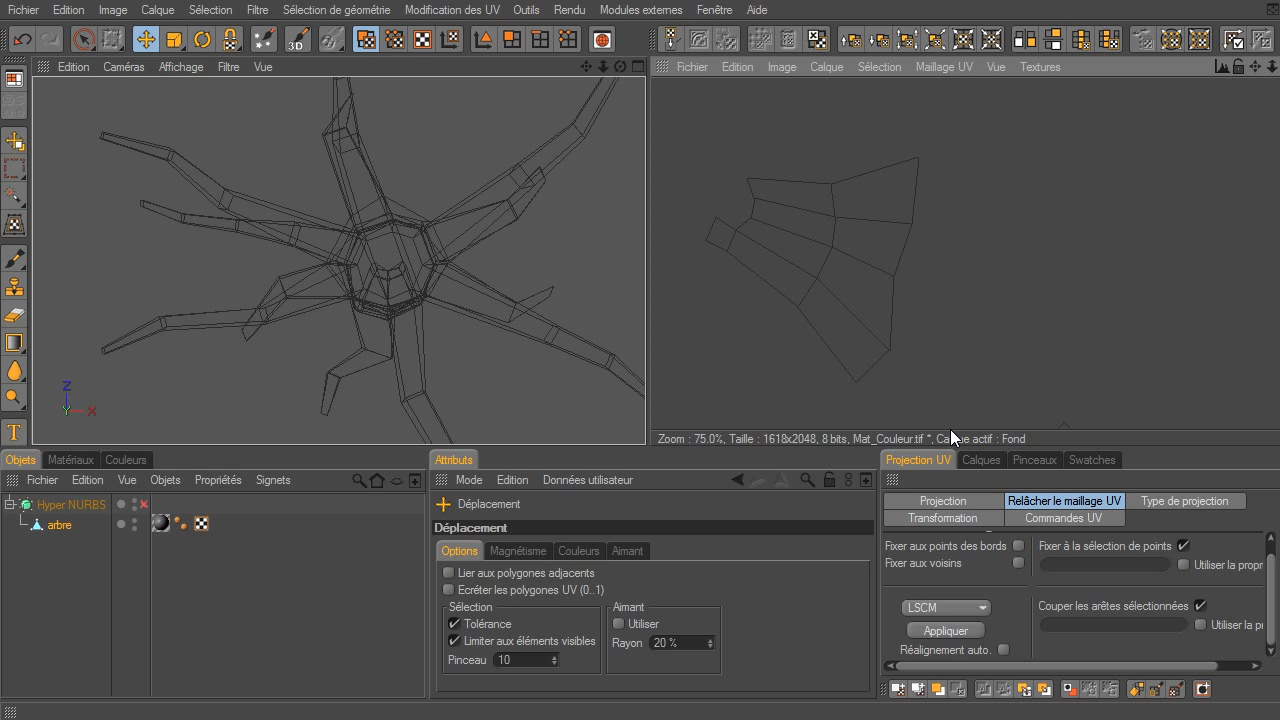 Fichier Edition Image Calque Sélection Filtre Sélection de géométrie Modification des UV Outils Rendu Modules externes Fenêtre Aide
3D
Edition Caméras Affichage Filtre Vue
Fichier Edition Image Calque Sélection Maillage UV Vue Textures
Z
Y X
T
Zoom : 75.0%, Taille : 1618x2048, 8 bits, Mat_Couleur.tif *, actif : Fond
Objets Matériaux Couleurs
Fichier Edition Vue Objets Propriétés Signets
Hyper NURBS
arbre
Attributs
Mode Edition Données utilisateur
Déplacement
Déplacement
Options Magnétisme Couleurs Aimant
Lier aux polygones adjacents
Ecréter les polygones UV (0..1)
Sélection
Tolérance
Limiter aux éléments visibles
Pinceau 10
Aimant
Utiliser
Rayon 20 %
Projection UV Calques Pinceaux Swatches
Projection Relâcher le maillage UV Type de projection
Transformation Commandes UV
Fixer aux points des bords Fixer à la sélection de points
Fixer aux voisins Utiliser la propr
LSCM Couper les arêtes sélectionnées
Appliquer Utiliser la pr
Réalignement auto.